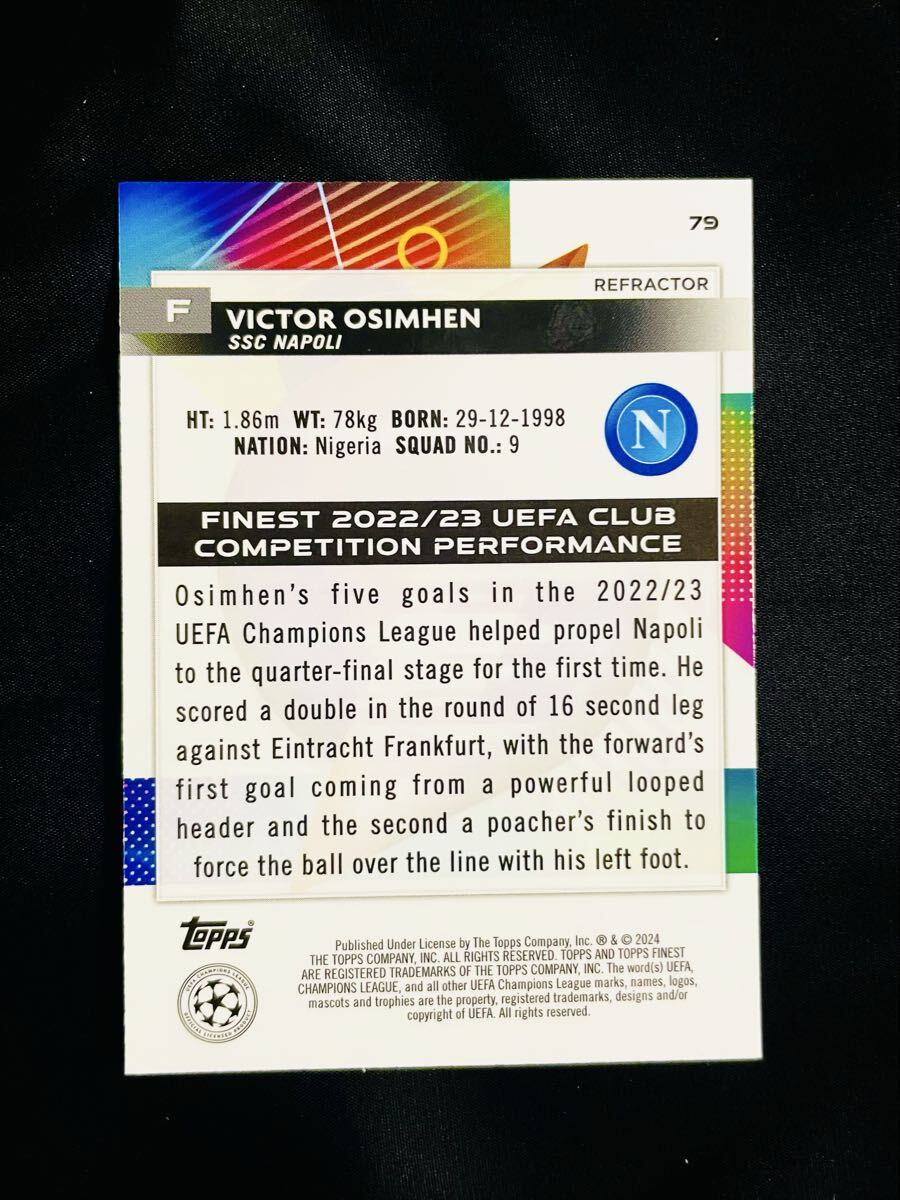 79
REFRACTOR
F
VICTOR OSIMHEN
SSC NAPOLI
HT: 1.86m WT: 78kg BORN: 29-12-1998
NATION: Nigeria SQUAD NO.: 9
N
FINEST 2022/23 UEFA CLUB
COMPETITION PERFORMANCE
Osimhen's five goals in the 2022/23
UEFA Champions League helped propel Napoli
to the quarter-final stage for the first time. He
scored a double in the round of 16 second leg
against Eintracht Frankfurt, with the forward's
first goal coming from a powerful looped
header and the second a poacher's finish to
force the ball over the line with his left foot.
Topps®
UEFA CHAMPIONS LEAGUE
OFFICIAL LICENSED PRODUCT
Published Under License by The Topps Company, Inc. ® & © 2024
THE TOPPS COMPANY, INC. ALL RIGHTS RESERVED. TOPPS AND TOPPS FINEST
ARE REGISTERED TRADEMARKS OF THE TOPPS COMPANY, INC. The word(s) UEFA,
CHAMPIONS LEAGUE, and all other UEFA Champions League marks, names, logos,
mascots and trophies are the property, registered trademarks, designs and/or
copyright of UEFA. All rights reserved.